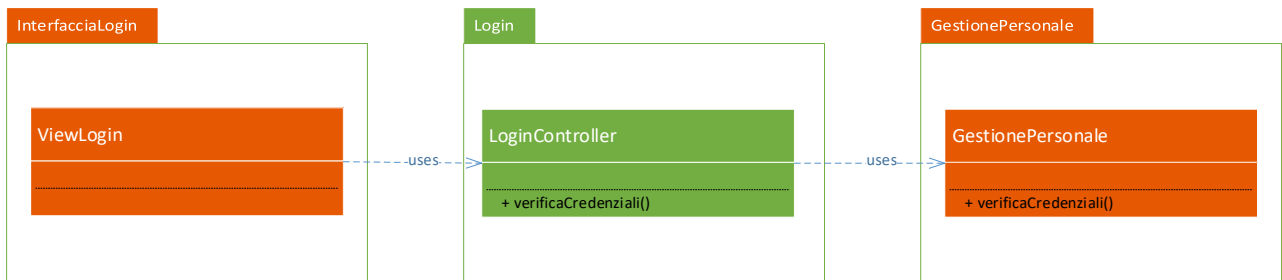 InterfacciaLogin
Login
GestionePersonale
ViewLogin
LoginController
GestionePersonale
uses
uses
+ verificaCredenziali()
+ verificaCredenziali()